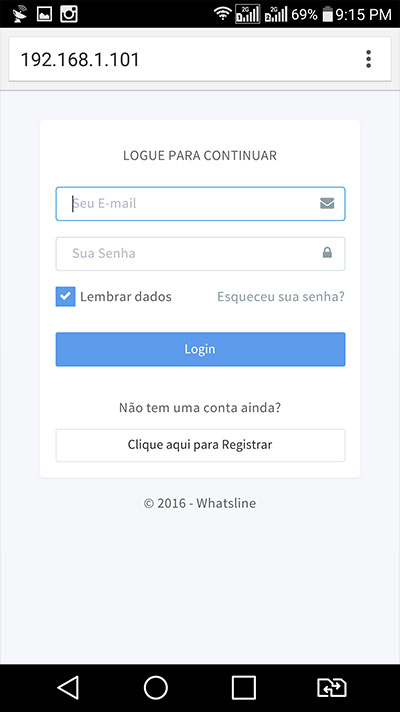 2G 2G 69% 9:15 PM
192.168.1.101
LOGUE PARA CONTINUAR
Seu E-mail
Sua Senha
Lembrar dados Esqueceu sua senha?
Login
Não tem uma conta ainda?
Clique aqui para Registrar
© 2016 - Whatsline